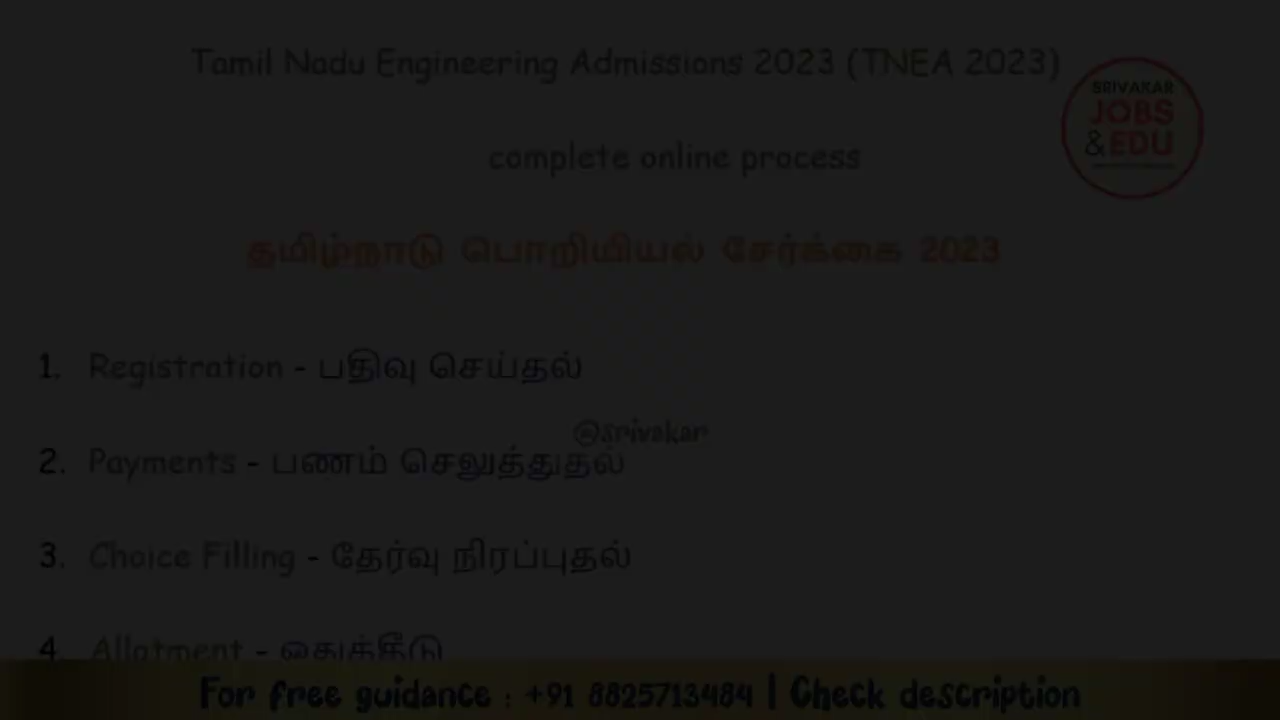 Tamil Nadu Engineering Admissions 2023 (TNEA 2023)
SRIVAKAR
JOBS
&EDU
complete online process
தமிழ்நாடு பொறியியல் சேர்க்கை 2023
1. Registration - பதிவு செய்தல்
@srivakar
2. Payments - பணம் செலுத்துதல்
3. Choice Filling - தேர்வு நிரப்புதல்
4. Allotment - ஒதுக்கீடு
For free guidance : +91 8825713484 | Check description